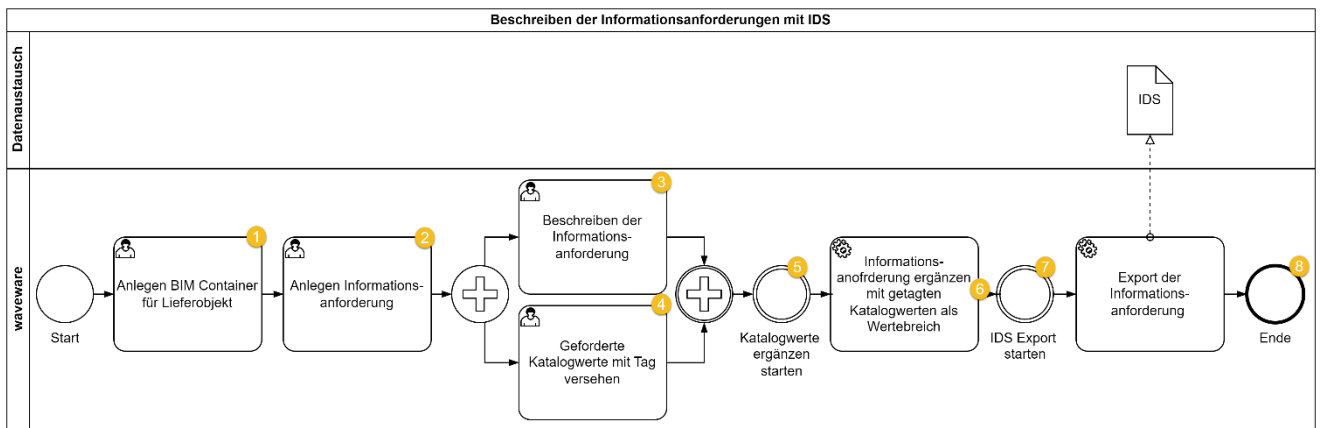 Beschreiben der Informationsanforderungen mit IDS
Datenaustausch
IDS
waveware
Start
1
Anlegen BIM Container
für Lieferobjekt
2
Anlegen Informations-
anforderung
3
Beschreiben der
Informations-
anforderung
4
Geforderte
Katalogwerte mit Tag
versehen
5
Katalogwerte
ergänzen
starten
Informations-
anofrderung ergänzen
mit getagten
Katalogwerten als
Wertebreich
6
7
IDS Export
starten
Export der
Informations-
anforderung
8
Ende